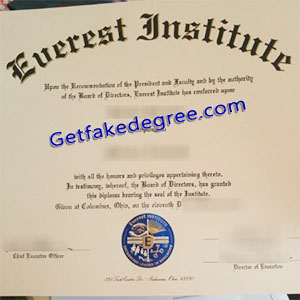 Everest Institute
Upon the Recommendation of the President and Faculty and by the authority
of the Board of Directors, Everest Institute has conferred upon
Getfakedegree.com
with all the honors and privileges appertaining thereto.
In testimony, whereof, the Board of Directors, has granted
this diploma bearing the seal of the Institute.
Given at Columbus, Ohio, on the eleventh D
EVEREST INSTITUTE
E
Chief Executive Officer
Director of Education
Ohio